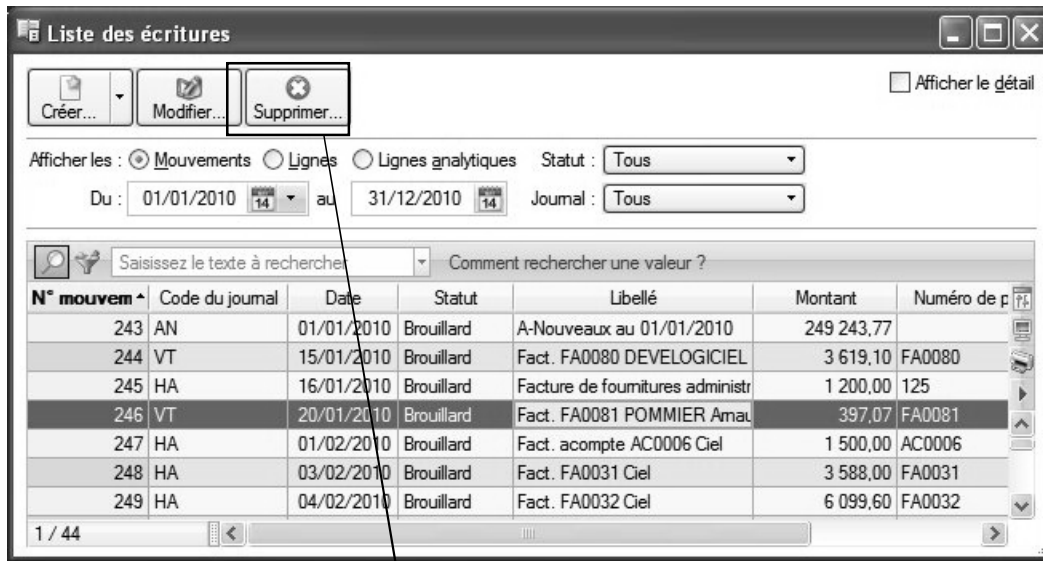 Liste des écritures
Créer... Modifier... Supprimer... Afficher le détail
Afficher les : Mouvements Lignes Lignes analytiques Statut : Tous
Du : 01/01/2010 14 au 31/12/2010 14 Journal : Tous
Saisissez le texte à rechercher Comment rechercher une valeur ?
N° mouvem Code du journal Date Statut Libellé Montant Numéro de p
243 AN 01/01/2010 Brouillard A-Nouveaux au 01/01/2010 249 243,77
244 VT 15/01/2010 Brouillard Fact. FA0080 DEVELOGICIEL 3 619,10 FA0080
245 HA 16/01/2010 Brouillard Facture de fournitures administr 1 200,00 125
246 VT 20/01/2010 Brouillard Fact. FA0081 POMMIER Arnau 397,07 FA0081
247 HA 01/02/2010 Brouillard Fact. acompte AC0006 Ciel 1 500,00 AC0006
248 HA 03/02/2010 Brouillard Fact. FA0031 Ciel 3 588,00 FA0031
249 HA 04/02/2010 Brouillard Fact. FA0032 Ciel 6 099,60 FA0032
1 / 44